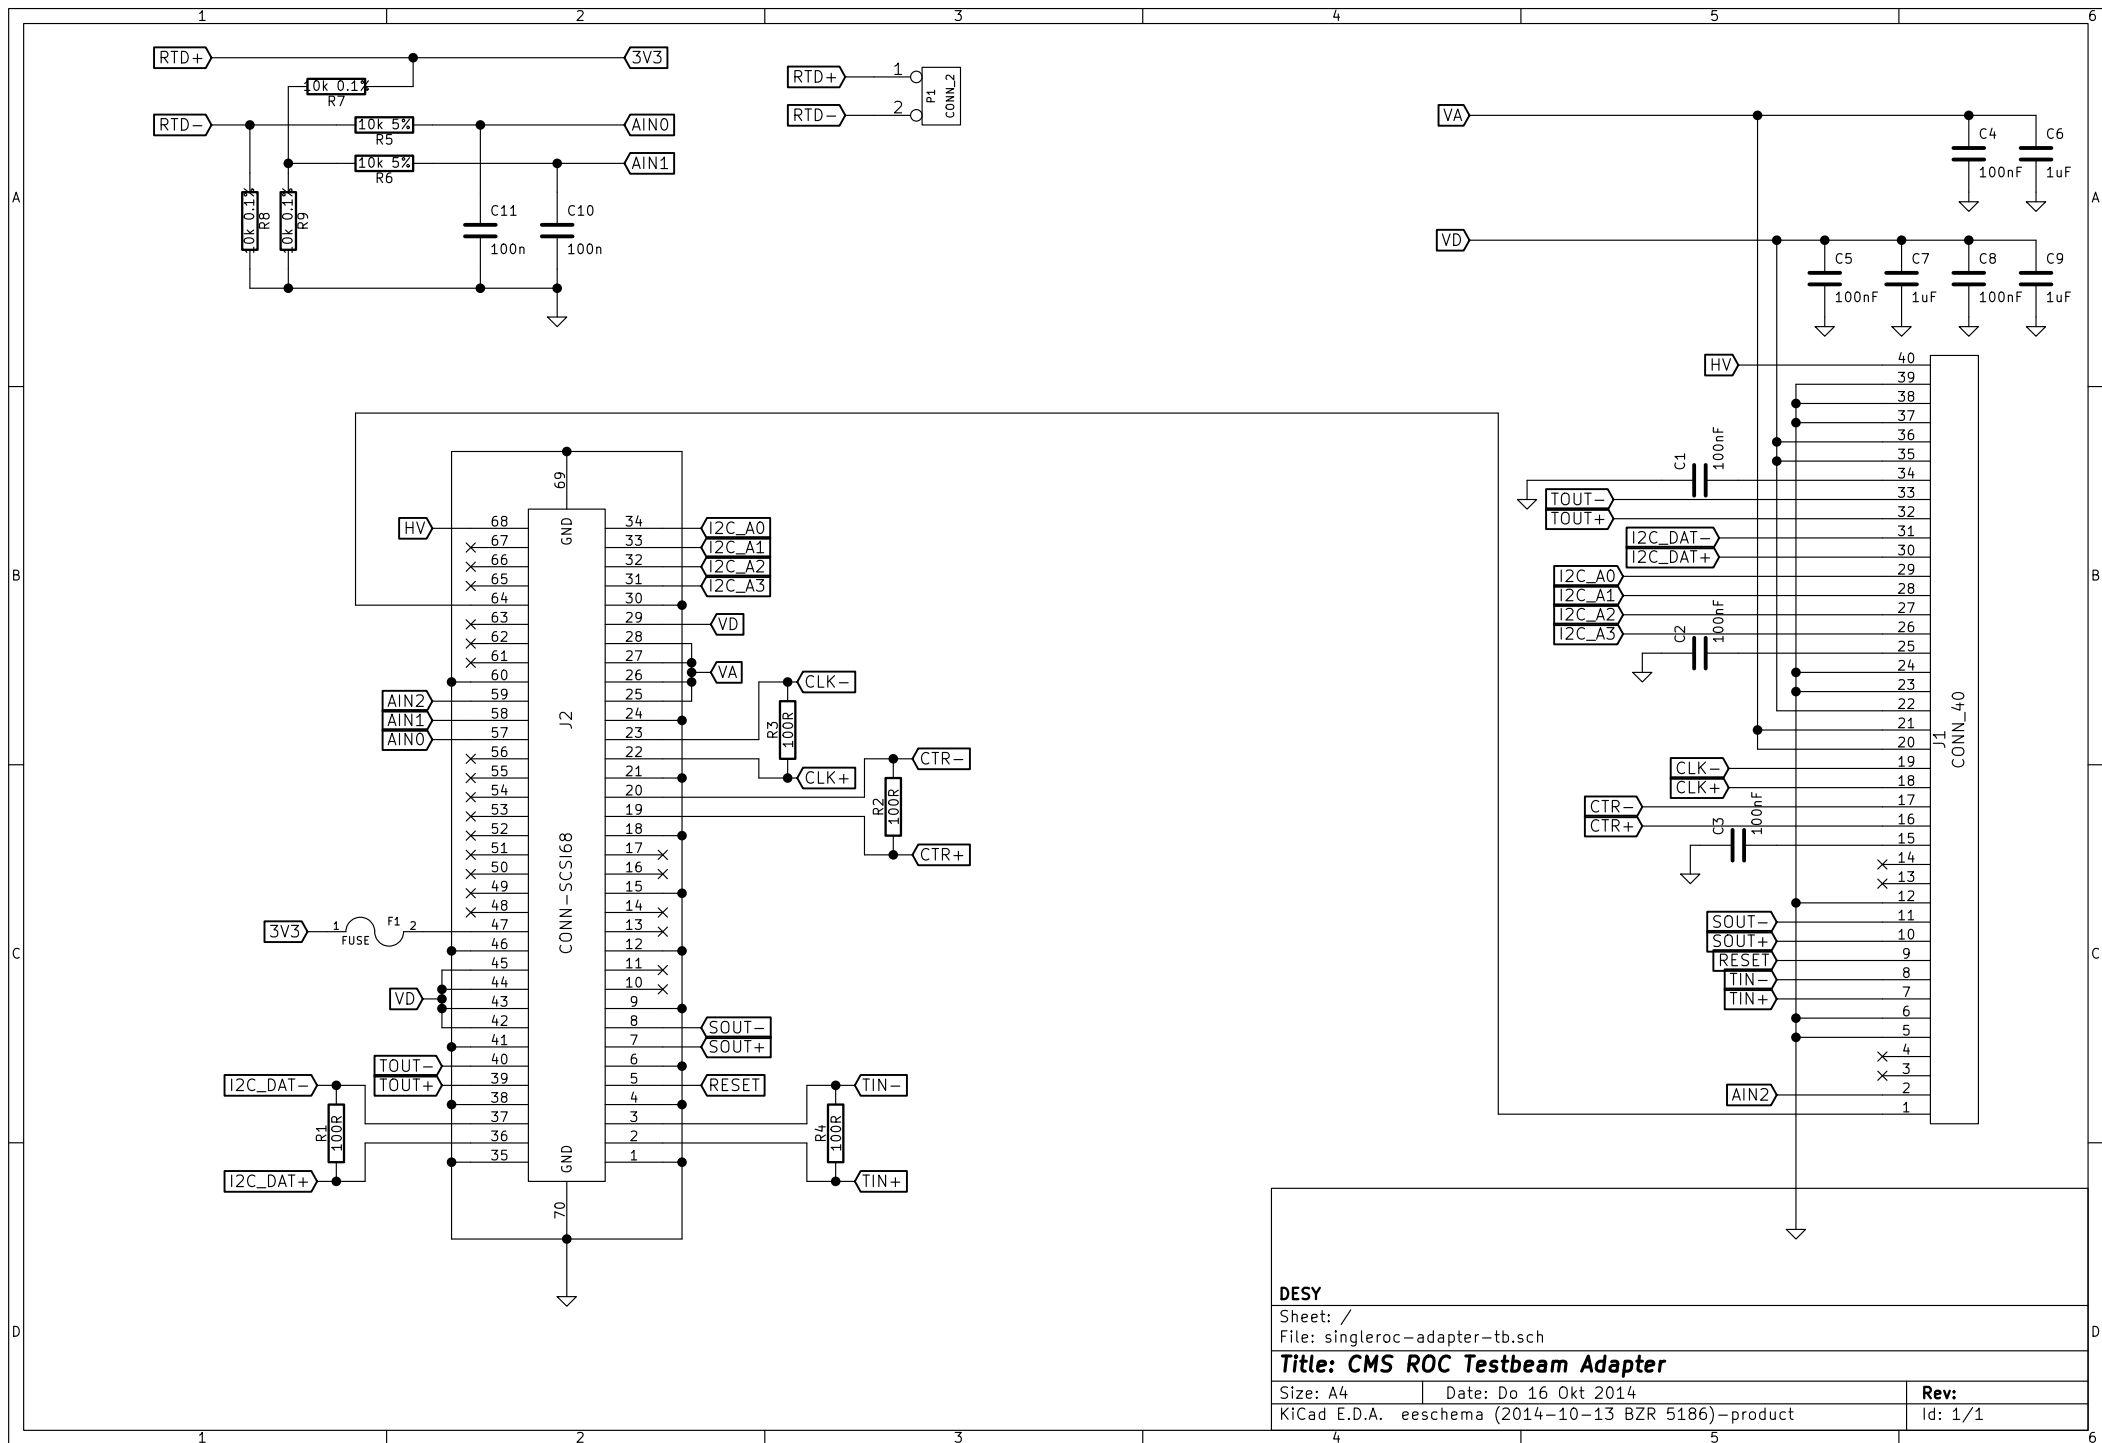 1 2 3 4 5 6
RTD+ 3V3
10k 0.1%
R7
RTD- 10k 5% AIN0
R5
10k 5% AIN1
R6
10k 0.1% R8 10k 0.1% R9
C11 C10
100n 100n
RTD+ 1
RTD- 2
P1 CONN_2
VA
C4 C6
100nF 1uF
VD
C5 C7 C8 C9
100nF 1uF 100nF 1uF
A A
B B
C C
D D
69
GND
HV 68 34 I2C_A0
67 33 I2C_A1
66 32 I2C_A2
65 31 I2C_A3
64 30
63 29 VD
62 28
61 27
60 26 VA
AIN2 59 25
AIN1 58 24
AIN0 57 23
56 22
55 21
54 20
53 19
52 18
51 17
50 16
49 15
48 14
3V3 1 F1 2 47 13
FUSE
46 12
45 11
44 10
VD 43 9
42 8 SOUT-
41 7 SOUT+
TOUT- 40 6
TOUT+ 39 5 RESET
38 4
37 3
36 2
35 1
GND
70
J2
CONN-SCSI68
CLK-
R3 100R
CLK+
CTR-
R2 100R
CTR+
I2C_DAT-
R1 100R
I2C_DAT+
TIN-
R4 100R
TIN+
HV 40
39
38
37
36
35
C1 100nF 34
TOUT- 33
TOUT+ 32
I2C_DAT- 31
I2C_DAT+ 30
I2C_A0 29
I2C_A1 28
I2C_A2 27
I2C_A3 26
C2 100nF 25
24
23
22
21
20
CLK- 19
CLK+ 18
CTR- 17
CTR+ 16
C3 100nF 15
14
13
12
SOUT- 11
SOUT+ 10
RESET 9
TIN- 8
TIN+ 7
6
5
4
3
AIN2 2
1
J1
CONN_40
DESY
Sheet: /
File: singleroc-adapter-tb.sch
Title: CMS ROC Testbeam Adapter
Size: A4 Date: Do 16 Okt 2014 Rev:
KiCad E.D.A. eeschema (2014-10-13 BZR 5186)-product Id: 1/1
1 2 3 4 5 6